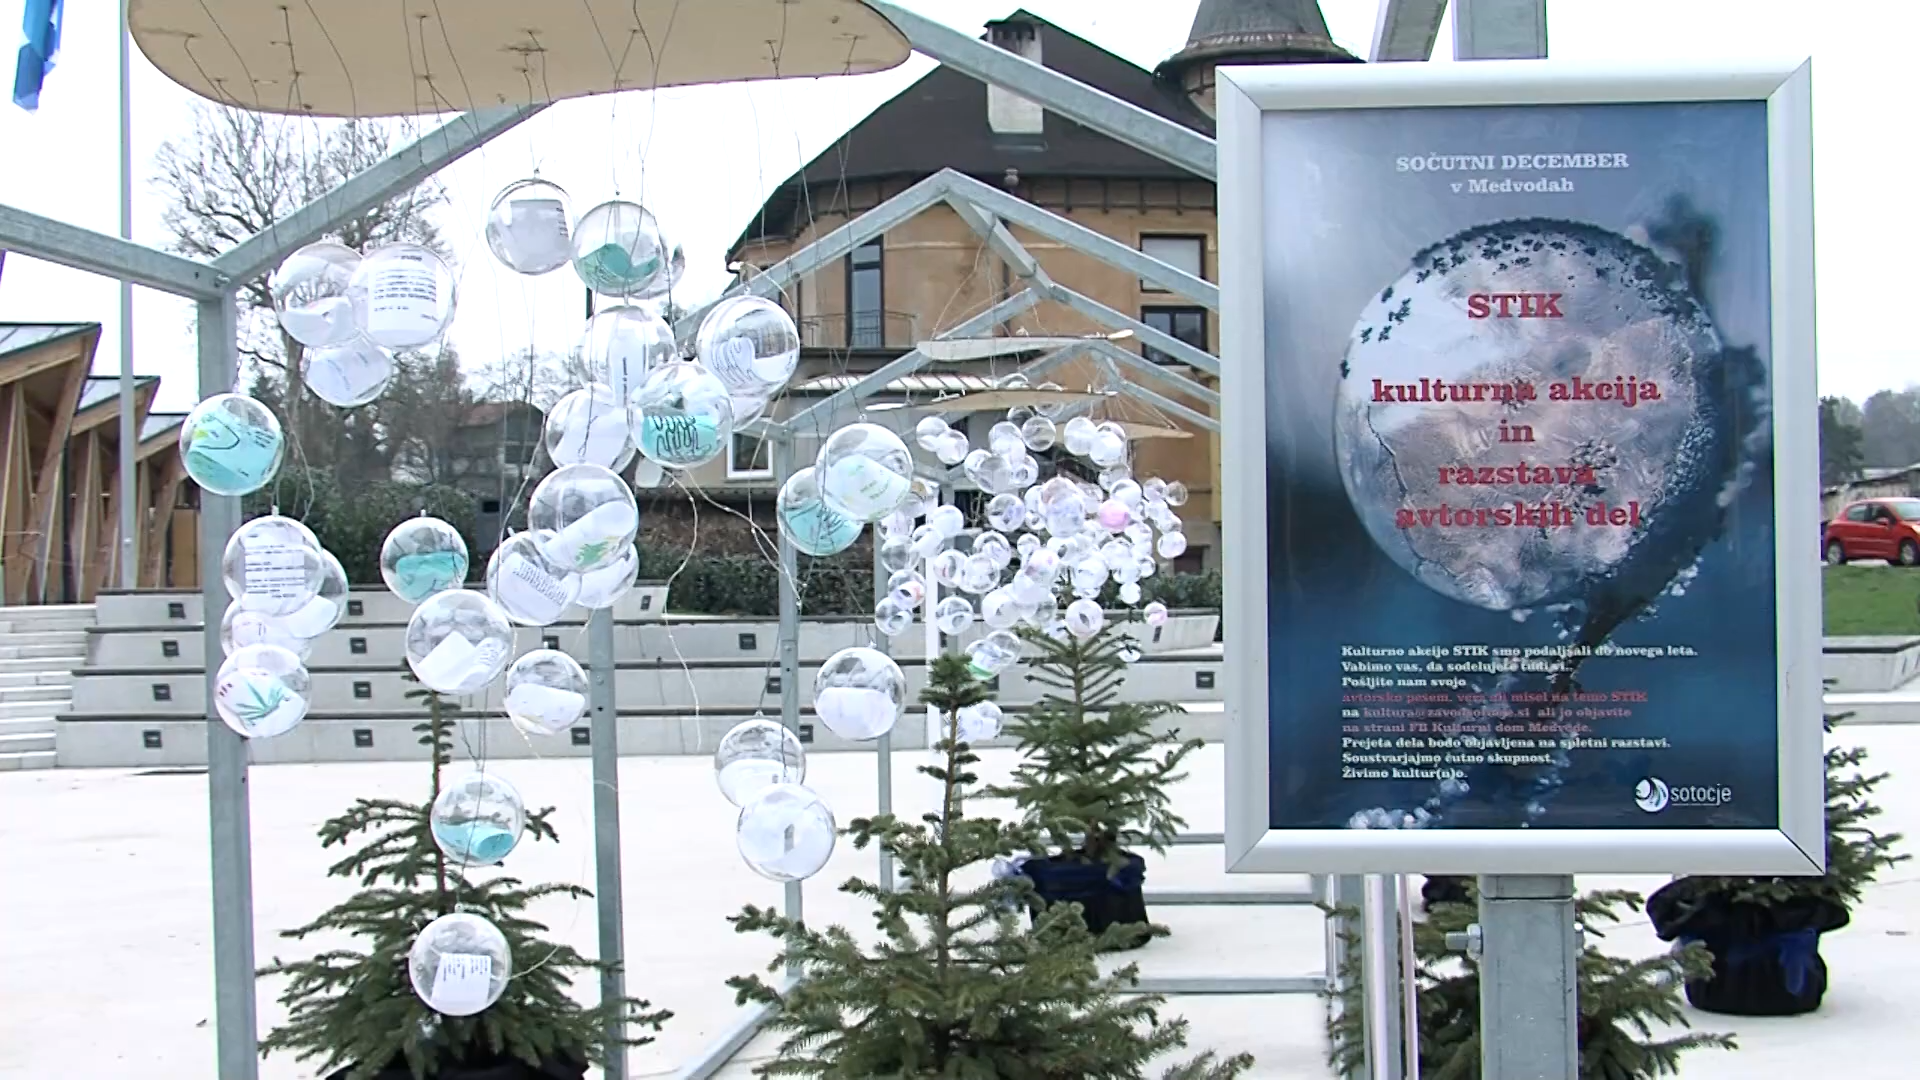 SOČUTNI DECEMBER
v Medvodah
STIK
kulturna akcija
in
razstava
avtorskih del
Kulturno akcijo STIK smo podaljšali do novega leta.
Vabimo vas, da sodelujete tudi vi.
Pošljite nam svojo
avtorsko pesem, verz ali misel na temo STIK
na kultura@zavodsotocje.si ali jo objavite
na strani FB Kulturni dom Medvode.
Prejeta dela bodo objavljena na spletni razstavi.
Soustvarjajmo čutno skupnost.
Živimo kultur(n)o.
sotocje